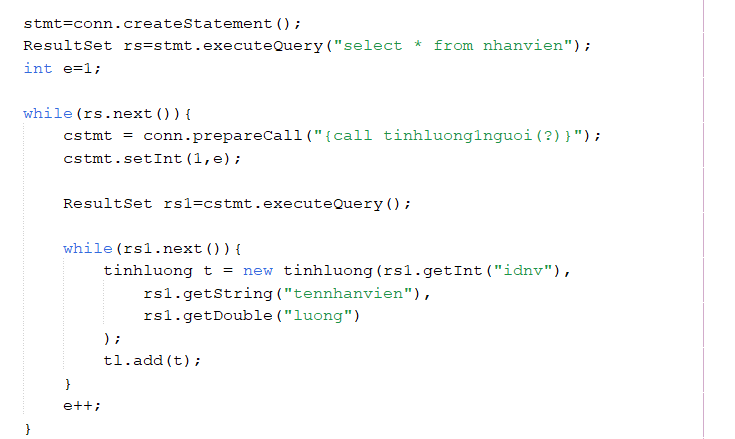 stmt=conn.createStatement();
ResultSet rs=stmt.executeQuery("select * from nhanvien");
int e=1;
while(rs.next()){
cstmt = conn.prepareCall("{call tinhluong1nguoi(?)}");
cstmt.setInt(1,e);
ResultSet rs1=cstmt.executeQuery();
while(rs1.next()){
tinhluong t = new tinhluong(rs1.getInt("idnv"),
rs1.getString("tennhanvien"),
rs1.getDouble("luong")
);
tl.add(t);
}
e++;
}